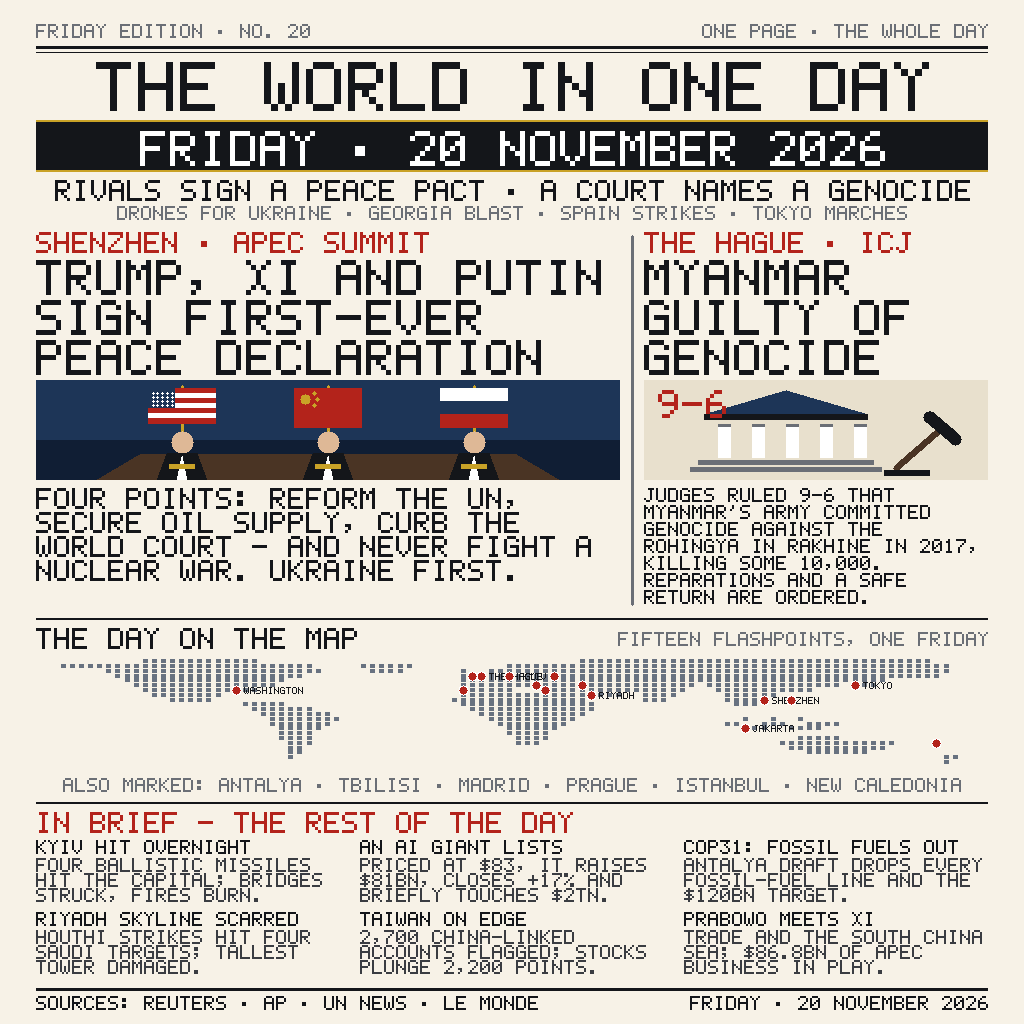 FRIDAY EDITION · NO. 20
ONE PAGE · THE WHOLE DAY
THE WORLD IN ONE DAY
FRIDAY · 20 NOVEMBER 2026
RIVALS SIGN A PEACE PACT · A COURT NAMES A GENOCIDE
DRONES FOR UKRAINE · GEORGIA BLAST · SPAIN STRIKES · TOKYO MARCHES
SHENZHEN · APEC SUMMIT
TRUMP, XI AND PUTIN
SIGN FIRST-EVER
PEACE DECLARATION
FOUR POINTS: REFORM THE UN,
SECURE OIL SUPPLY, CURB THE
WORLD COURT - AND NEVER FIGHT A
NUCLEAR WAR. UKRAINE FIRST.
THE HAGUE · ICJ
MYANMAR
GUILTY OF
GENOCIDE
9-6
JUDGES RULED 9-6 THAT
MYANMAR'S ARMY COMMITTED
GENOCIDE AGAINST THE
ROHINGYA IN RAKHINE IN 2017,
KILLING SOME 10,000.
REPARATIONS AND A SAFE
RETURN ARE ORDERED.
THE DAY ON THE MAP
FIFTEEN FLASHPOINTS, ONE FRIDAY
WASHINGTON
THE HAGUE
RIYADH
SHENZHEN
TOKYO
JAKARTA
ALSO MARKED: ANTALYA · TBILISI · MADRID · PRAGUE · ISTANBUL · NEW CALEDONIA
IN BRIEF - THE REST OF THE DAY
KYIV HIT OVERNIGHT
FOUR BALLISTIC MISSILES
HIT THE CAPITAL; BRIDGES
STRUCK, FIRES BURN.
AN AI GIANT LISTS
PRICED AT $83, IT RAISES
$81BN, CLOSES +17% AND
BRIEFLY TOUCHES $2TN.
COP31: FOSSIL FUELS OUT
ANTALYA DRAFT DROPS EVERY
FOSSIL-FUEL LINE AND THE
$120BN TARGET.
RIYADH SKYLINE SCARRED
HOUTHI STRIKES HIT FOUR
SAUDI TARGETS; TALLEST
TOWER DAMAGED.
TAIWAN ON EDGE
2,700 CHINA-LINKED
ACCOUNTS FLAGGED; STOCKS
PLUNGE 2,200 POINTS.
PRABOWO MEETS XI
TRADE AND THE SOUTH CHINA
SEA; $86.8BN OF APEC
BUSINESS IN PLAY.
SOURCES: REUTERS · AP · UN NEWS · LE MONDE
FRIDAY · 20 NOVEMBER 2026